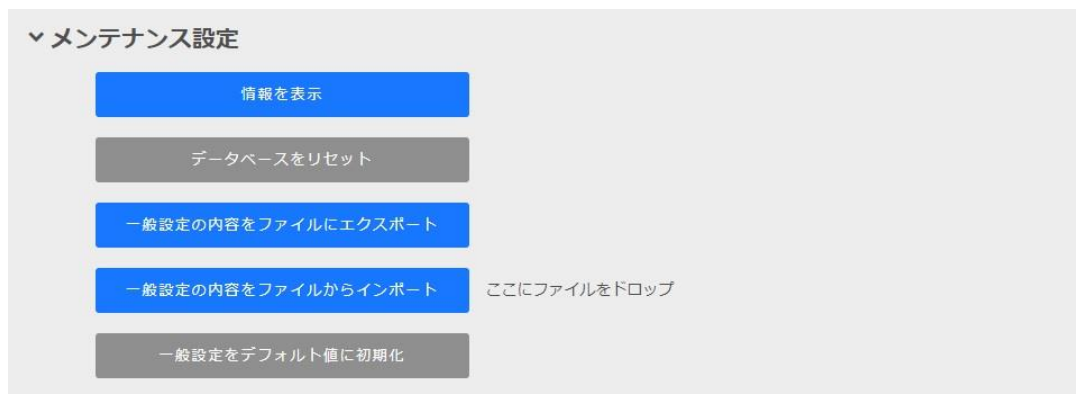 メンテナンス設定
情報を表示
データベースをリセット
一般設定の内容をファイルにエクスポート
一般設定の内容をファイルからインポート ここにファイルをドロップ
一般設定をデフォルト値に初期化